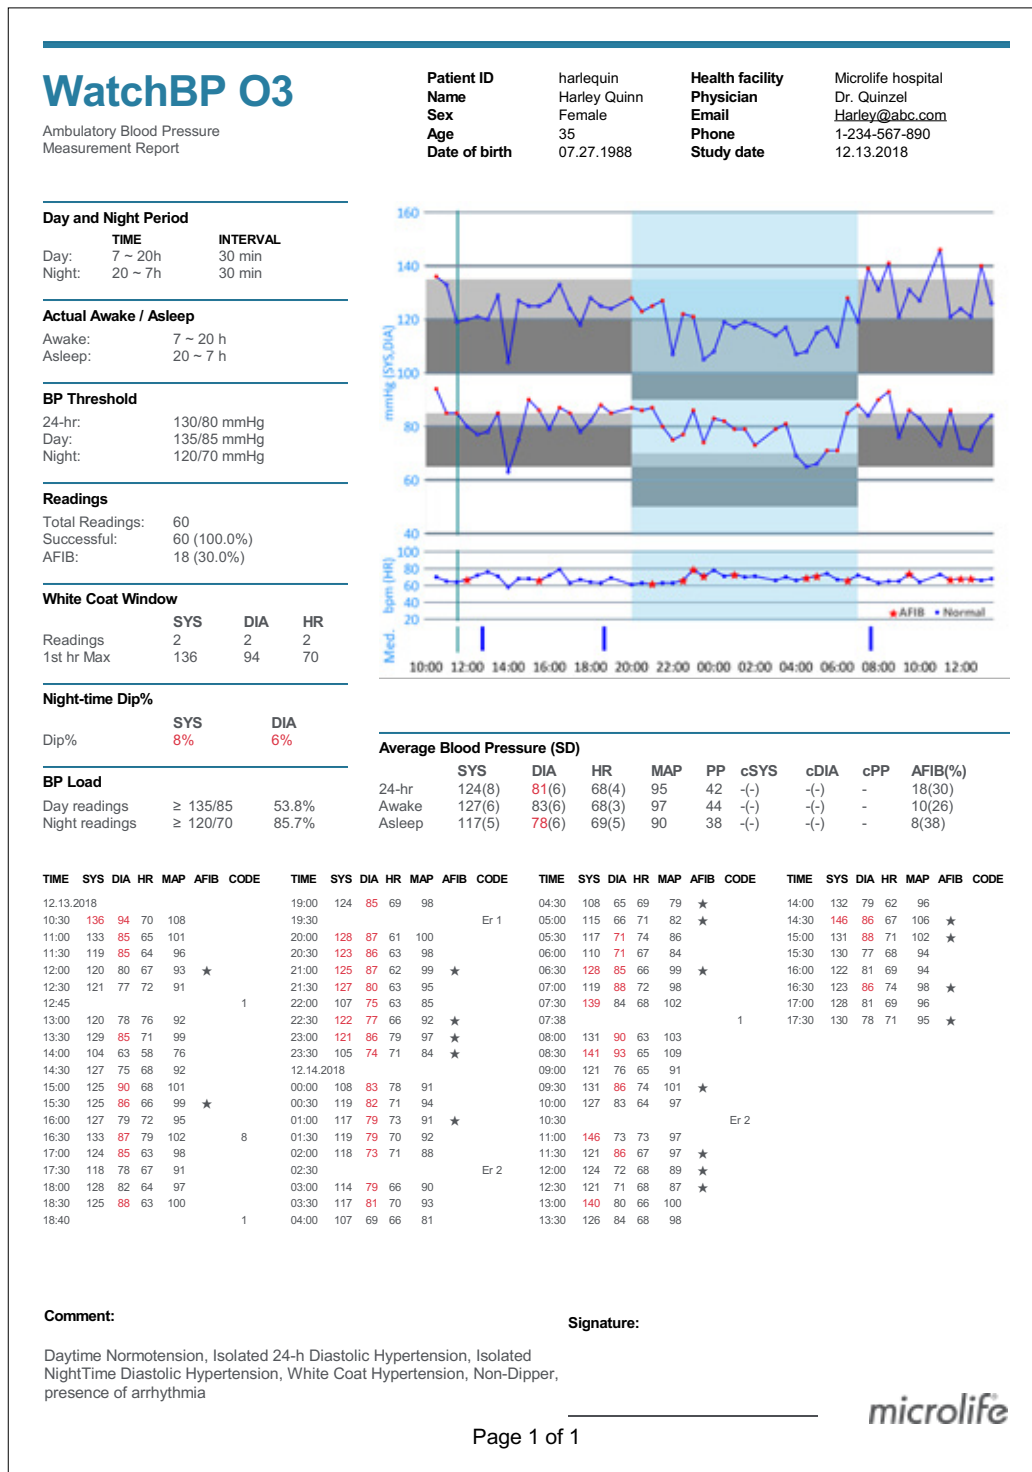 WatchBP O3
Ambulatory Blood Pressure
Measurement Report
Patient ID harlequin Health facility Microlife hospital
Name Harley Quinn Physician Dr. Quinzel
Sex Female Email Harley@abc.com
Age 35 Phone 1-234-567-890
Date of birth 07.27.1988 Study date 12.13.2018
Day and Night Period
TIME INTERVAL
Day: 7 ~ 20h 30 min
Night: 20 ~ 7h 30 min
Actual Awake / Asleep
Awake: 7 ~ 20 h
Asleep: 20 ~ 7 h
BP Threshold
24-hr: 130/80 mmHg
Day: 135/85 mmHg
Night: 120/70 mmHg
Readings
Total Readings: 60
Successful: 60 (100.0%)
AFIB: 18 (30.0%)
White Coat Window
SYS DIA HR
Readings 2 2 2
1st hr Max 136 94 70
Night-time Dip%
SYS DIA
Dip% 8% 6%
BP Load
Day readings ≥ 135/85 53.8%
Night readings ≥ 120/70 85.7%
mmHg (SYS,DIA)
160
140
120
100
80
60
40
bpm (HR)
100
80
60
40
20
★AFIB • Normal
Med.
10:00 12:00 14:00 16:00 18:00 20:00 22:00 00:00 02:00 04:00 06:00 08:00 10:00 12:00
Average Blood Pressure (SD)
SYS DIA HR MAP PP cSYS cDIA cPP AFIB(%)
24-hr 124(8) 81(6) 68(4) 95 42 -(-) -(-) - 18(30)
Awake 127(6) 83(6) 68(3) 97 44 -(-) -(-) - 10(26)
Asleep 117(5) 78(6) 69(5) 90 38 -(-) -(-) - 8(38)
TIME SYS DIA HR MAP AFIB CODE
12.13.2018
10:30 136 94 70 108
11:00 133 85 65 101
11:30 119 85 64 96
12:00 120 80 67 93 ★
12:30 121 77 72 91
12:45 1
13:00 120 78 76 92
13:30 129 85 71 99
14:00 104 63 58 76
14:30 127 75 68 92
15:00 125 90 68 101
15:30 125 86 66 99 ★
16:00 127 79 72 95
16:30 133 87 79 102 8
17:00 124 85 63 98
17:30 118 78 67 91
18:00 128 82 64 97
18:30 125 88 63 100
18:40 1
TIME SYS DIA HR MAP AFIB CODE
19:00 124 85 69 98
19:30 Er 1
20:00 128 87 61 100
20:30 123 86 63 98
21:00 125 87 62 99 ★
21:30 127 80 63 95
22:00 107 75 63 85
22:30 122 77 66 92 ★
23:00 121 86 79 97 ★
23:30 105 74 71 84 ★
12.14.2018
00:00 108 83 78 91
00:30 119 82 71 94
01:00 117 79 73 91 ★
01:30 119 79 70 92
02:00 118 73 71 88
02:30 Er 2
03:00 114 79 66 90
03:30 117 81 70 93
04:00 107 69 66 81
TIME SYS DIA HR MAP AFIB CODE
04:30 108 65 69 79 ★
05:00 115 66 71 82 ★
05:30 117 71 74 86
06:00 110 71 67 84
06:30 128 85 66 99 ★
07:00 119 88 72 98
07:30 139 84 68 102
07:38 1
08:00 131 90 63 103
08:30 141 93 65 109
09:00 121 76 65 91
09:30 131 86 74 101 ★
10:00 127 83 64 97
10:30 Er 2
11:00 146 73 73 97
11:30 121 86 67 97 ★
12:00 124 72 68 89 ★
12:30 121 71 68 87 ★
13:00 140 80 66 100
13:30 126 84 68 98
TIME SYS DIA HR MAP AFIB CODE
14:00 132 79 62 96
14:30 146 86 67 106 ★
15:00 131 88 71 102 ★
15:30 130 77 68 94
16:00 122 81 69 94
16:30 123 86 74 98 ★
17:00 128 81 69 96
17:30 130 78 71 95 ★
Comment:
Daytime Normotension, Isolated 24-h Diastolic Hypertension, Isolated
NightTime Diastolic Hypertension, White Coat Hypertension, Non-Dipper,
presence of arrhythmia
Signature:
microlife
Page 1 of 1